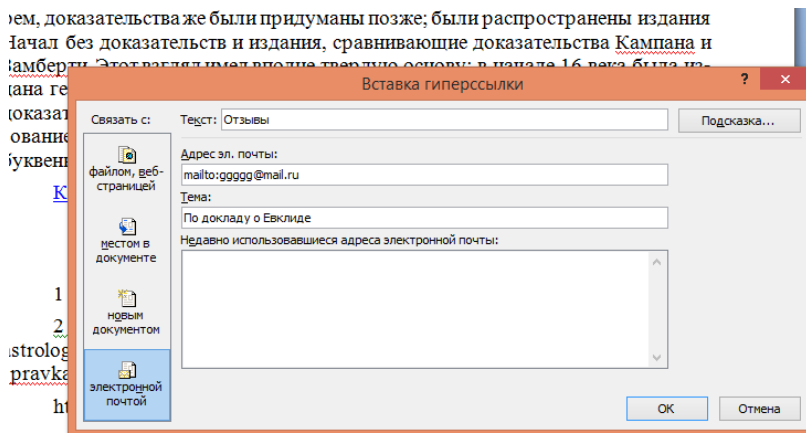 рем, доказательства же были придуманы позже; были распространены издания
Начал без доказательств и издания, сравнивающие доказательства Кампана и
Замберти. Этот взгляд имел вполне твердую основу: в начале 16 века была из-
дана ге
доказат
ование
буквенн
К
1
2
astrolog
pravka
ht
Вставка гиперссылки
?
×
Связать с:
Текст: Отзывы
Подсказка...
файлом, веб-
страницей
местом в
документе
новым
документом
электронной
почтой
Адрес эл. почты:
mailto:ggggg@mail.ru
Тема:
По докладу о Евклиде
Недавно использовавшиеся адреса электронной почты:
ОК
Отмена